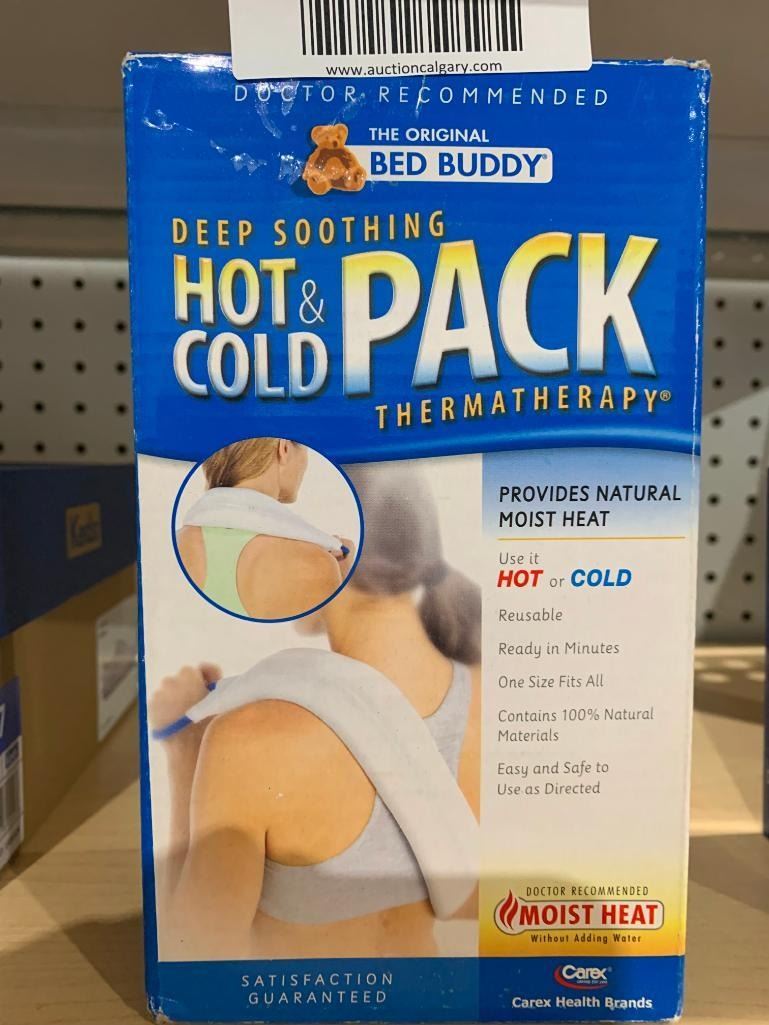 www.auctioncalgary.com
DOCTOR RECOMMENDED
THE ORIGINAL
BED BUDDY®
DEEP SOOTHING
HOT & COLD PACK
THERMATHERAPY®
PROVIDES NATURAL
MOIST HEAT
Use it
HOT or COLD
Reusable
Ready in Minutes
One Size Fits All
Contains 100% Natural
Materials
Easy and Safe to
Use as Directed
DOCTOR RECOMMENDED
MOIST HEAT
Without Adding Water
SATISFACTION
GUARANTEED
Carex
Carex Health Brands